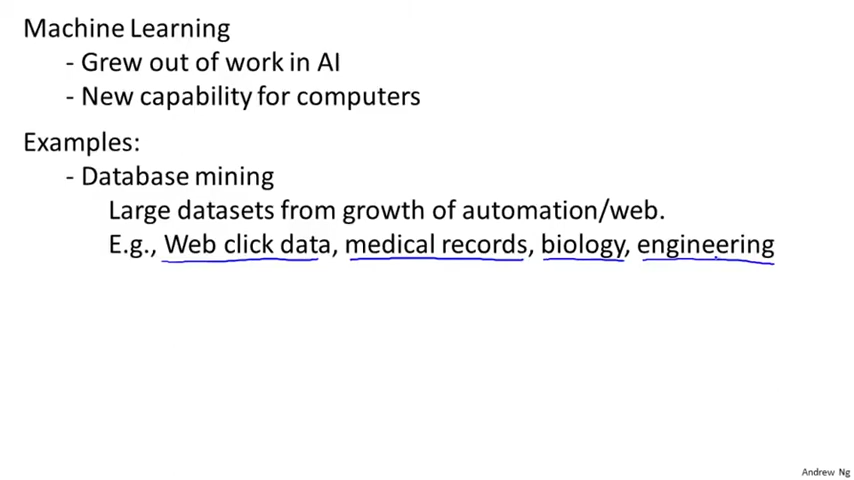 Machine Learning
- Grew out of work in AI
- New capability for computers
Examples:
- Database mining
Large datasets from growth of automation/web.
E.g., Web click data, medical records, biology, engineering
Andrew Ng